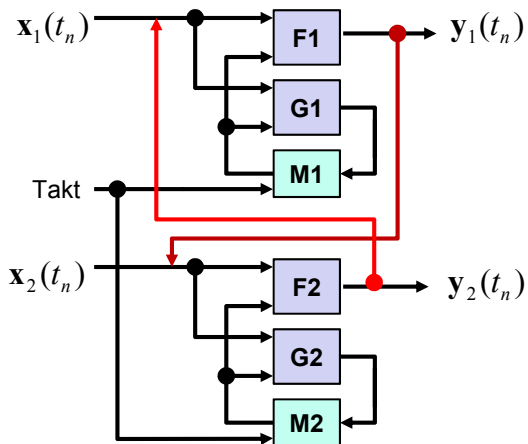 x₁(tₙ)
F1
y₁(tₙ)
G1
M1
Takt
x₂(tₙ)
F2
y₂(tₙ)
G2
M2